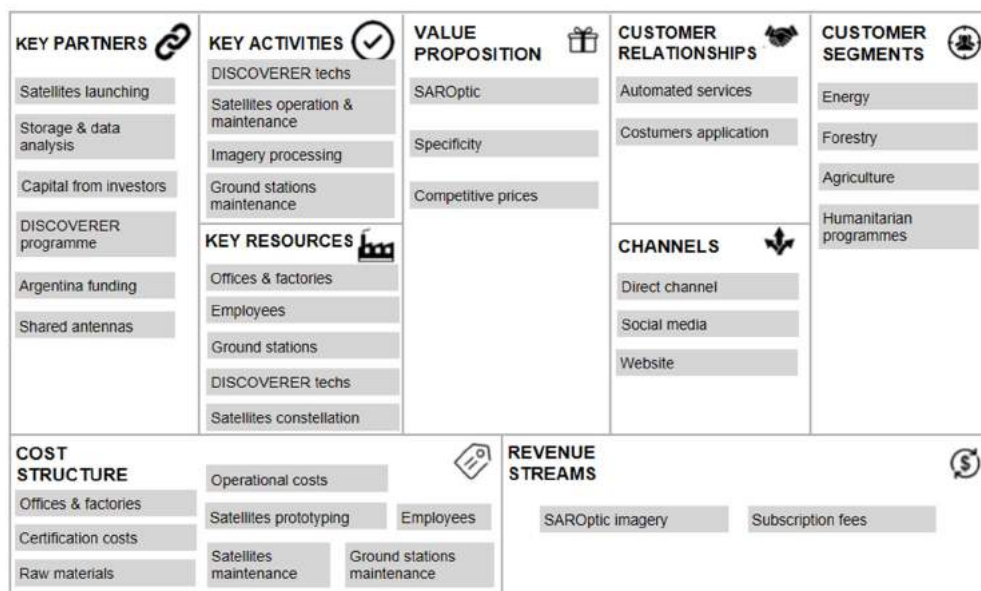 KEY PARTNERS
Satellites launching
Storage & data
analysis
Capital from investors
DISCOVERER
programme
Argentina funding
Shared antennas
KEY ACTIVITIES
DISCOVERER techs
Satellites operation &
maintenance
Imagery processing
Ground stations
maintenance
KEY RESOURCES
Offices & factories
Employees
Ground stations
DISCOVERER techs
Satellites constellation
VALUE
PROPOSITION
SAROptic
Specificity
Competitive prices
CUSTOMER
RELATIONSHIPS
Automated services
Costumers application
CHANNELS
Direct channel
Social media
Website
CUSTOMER
SEGMENTS
Energy
Forestry
Agriculture
Humanitarian
programmes
COST
STRUCTURE
Offices & factories
Certification costs
Raw materials
Operational costs
Satellites prototyping
Employees
Satellites
maintenance
Ground stations
maintenance
REVENUE
STREAMS
SAROptic imagery
Subscription fees
$